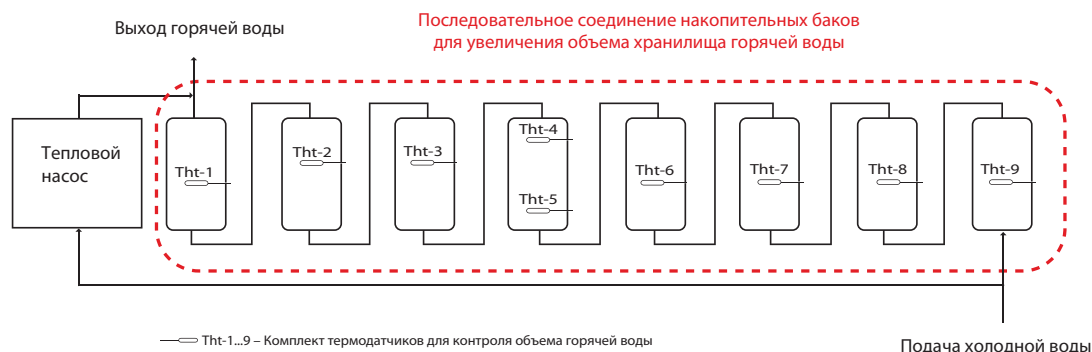 Последовательное соединение накопительных баков
для увеличения объема хранилища горячей воды
Выход горячей воды
Тепловой
насос
Tht-1
Tht-2
Tht-3
Tht-4
Tht-5
Tht-6
Tht-7
Tht-8
Tht-9
Tht-1...9 – Комплект термодатчиков для контроля объема горячей воды
Подача холодной воды